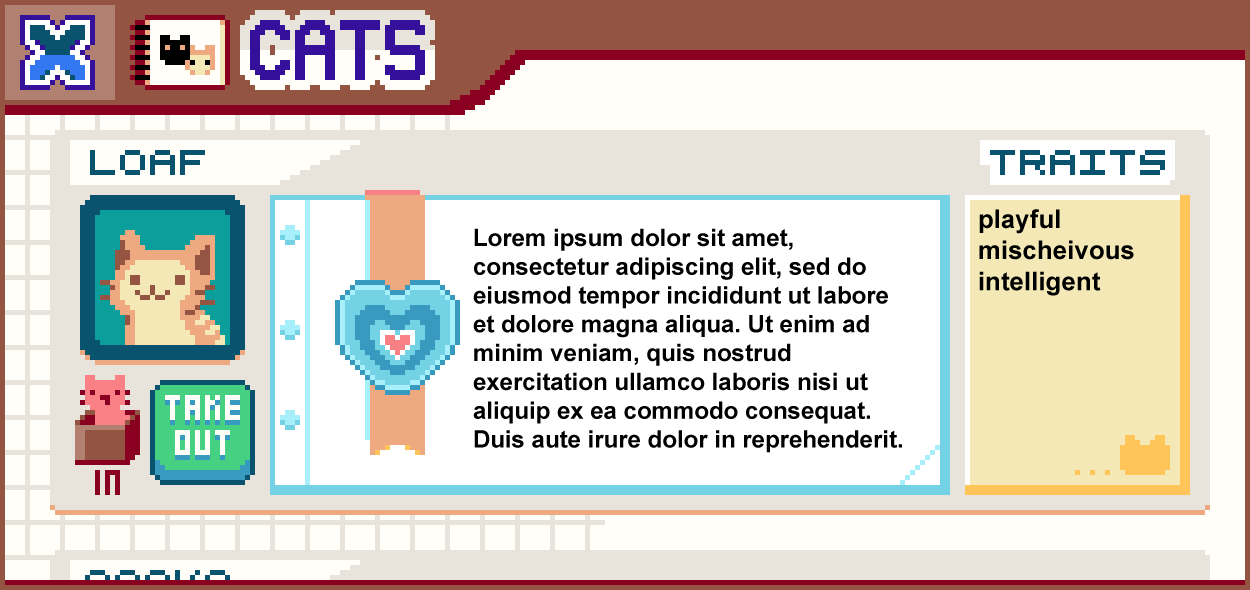 CATS
LOAF
TRAITS
Lorem ipsum dolor sit amet,
consectetur adipiscing elit, sed do
eiusmod tempor incididunt ut labore
et dolore magna aliqua. Ut enim ad
minim veniam, quis nostrud
exercitation ullamco laboris nisi ut
aliquip ex ea commodo consequat.
Duis aute irure dolor in reprehenderit.
playful
mischeivous
intelligent
TAKE
OUT
IN